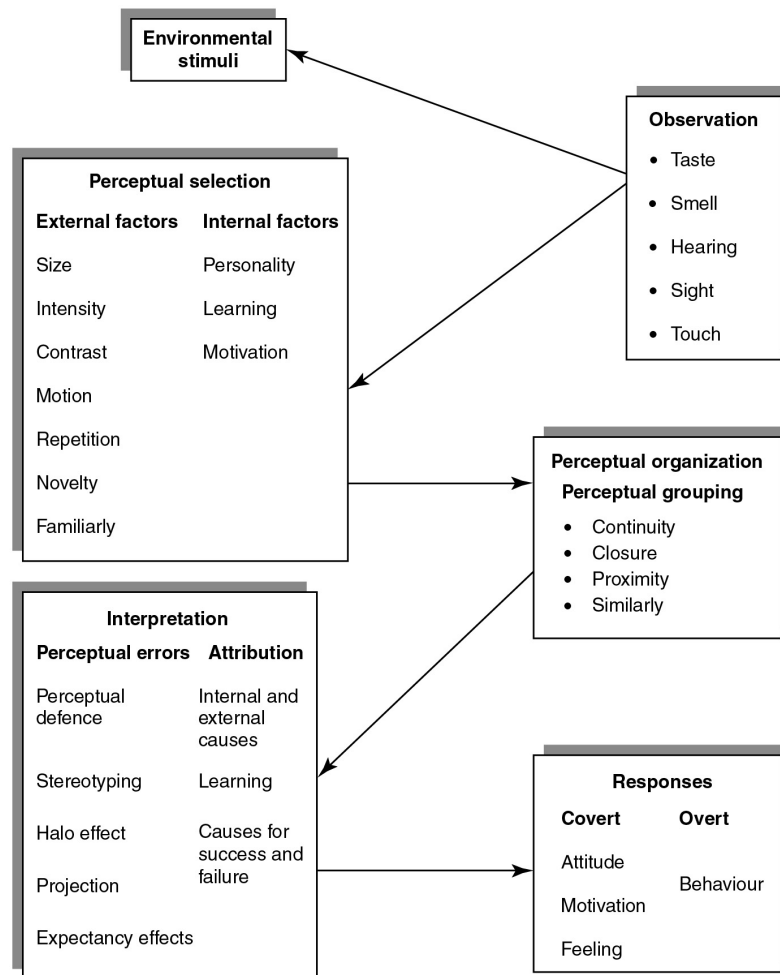 Environmental
stimuli
Observation
• Taste
• Smell
• Hearing
• Sight
• Touch
Perceptual selection
External factors
Size
Intensity
Contrast
Motion
Repetition
Novelty
Familiarly
Internal factors
Personality
Learning
Motivation
Perceptual organization
Perceptual grouping
• Continuity
• Closure
• Proximity
• Similarly
Interpretation
Perceptual errors
Perceptual
defence
Stereotyping
Halo effect
Projection
Expectancy effects
Attribution
Internal and
external
causes
Learning
Causes for
success and
failure
Responses
Covert
Attitude
Motivation
Feeling
Overt
Behaviour